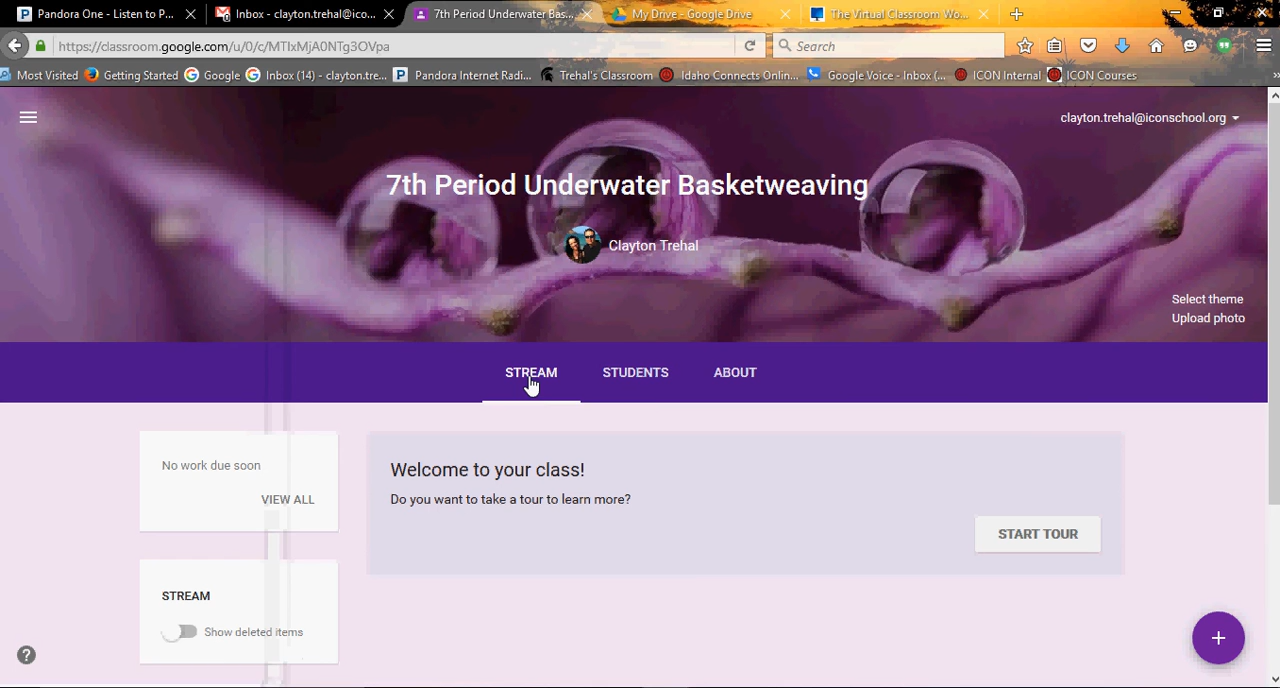 Pandora One - Listen to P...
Inbox - clayton.trehal@ico...
7th Period Underwater Bas...
My Drive - Google Drive
The Virtual Classroom Wo...
https://classroom.google.com/u/0/c/MTIxMjA0NTg3OVpa
Search
Most Visited
Getting Started
Google
Inbox (14) - clayton.tre...
Pandora Internet Radi...
Trehal's Classroom
Idaho Connects Onlin...
Google Voice - Inbox (...
ICON Internal
ICON Courses
clayton.trehal@iconschool.org
7th Period Underwater Basketweaving
Clayton Trehal
Select theme
Upload photo
STREAM
STUDENTS
ABOUT
No work due soon
VIEW ALL
Welcome to your class!
Do you want to take a tour to learn more?
START TOUR
STREAM
Show deleted items